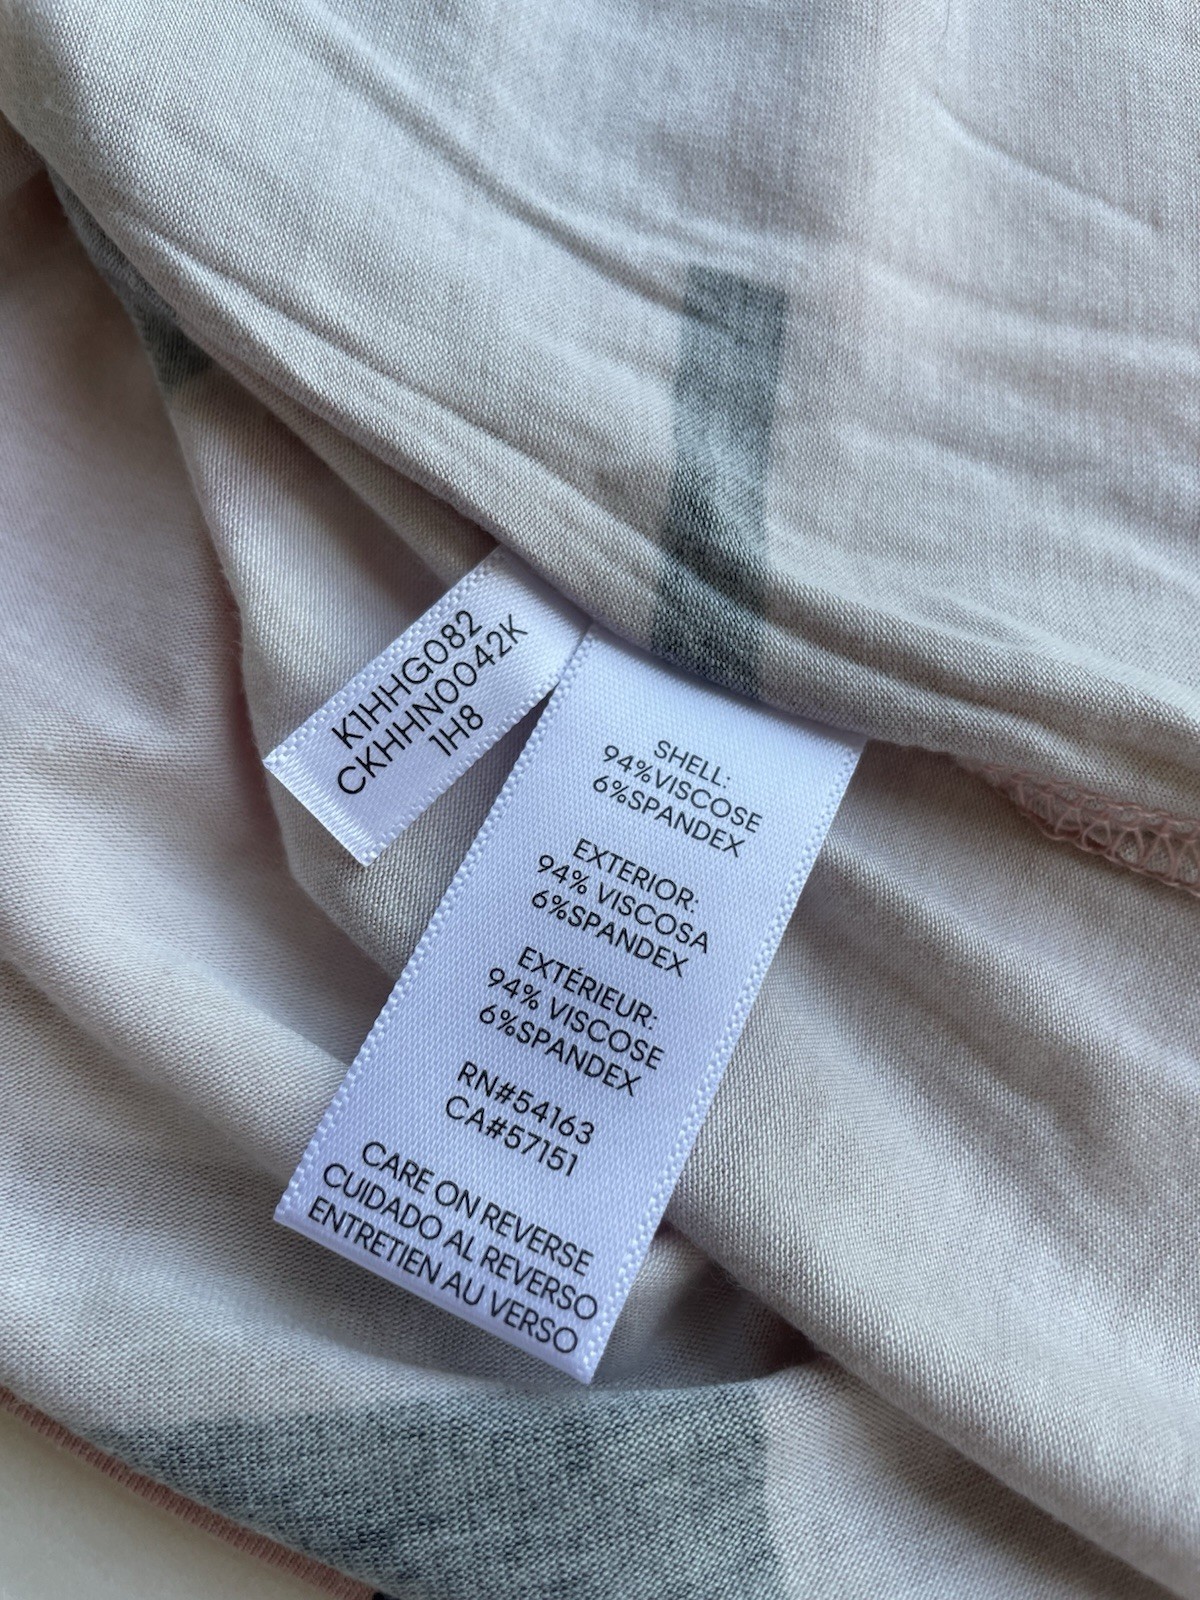 K1HHG082
CKHHN0042K
1H8
SHELL:
94%VISCOSE
6%SPANDEX
EXTERIOR:
94% VISCOSA
6%SPANDEX
EXTÉRIEUR:
94% VISCOSE
6%SPANDEX
RN#54163
CA#57151
CARE ON REVERSE
CUIDADO AL REVERSO
ENTRETIEN AU VERSO